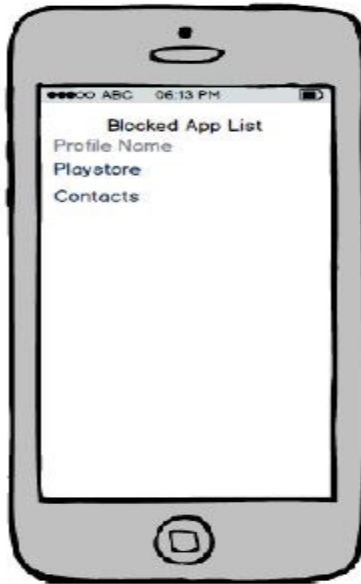 ABC 06:13 PM
Blocked App List
Profile Name
Playstore
Contacts